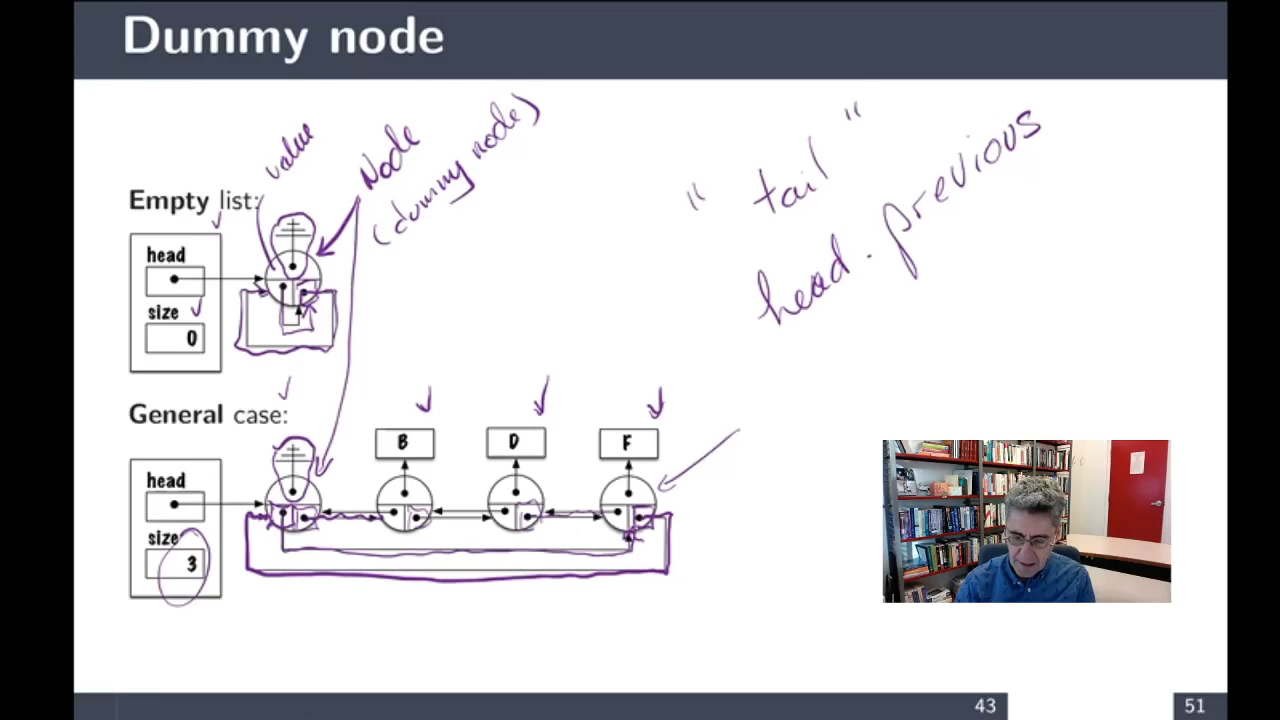 Dummy node
value
Node
(dummy node)
" tail "
head. previous
Empty list:
head
size
0
General case:
B
D
F
head
size
3
43
51